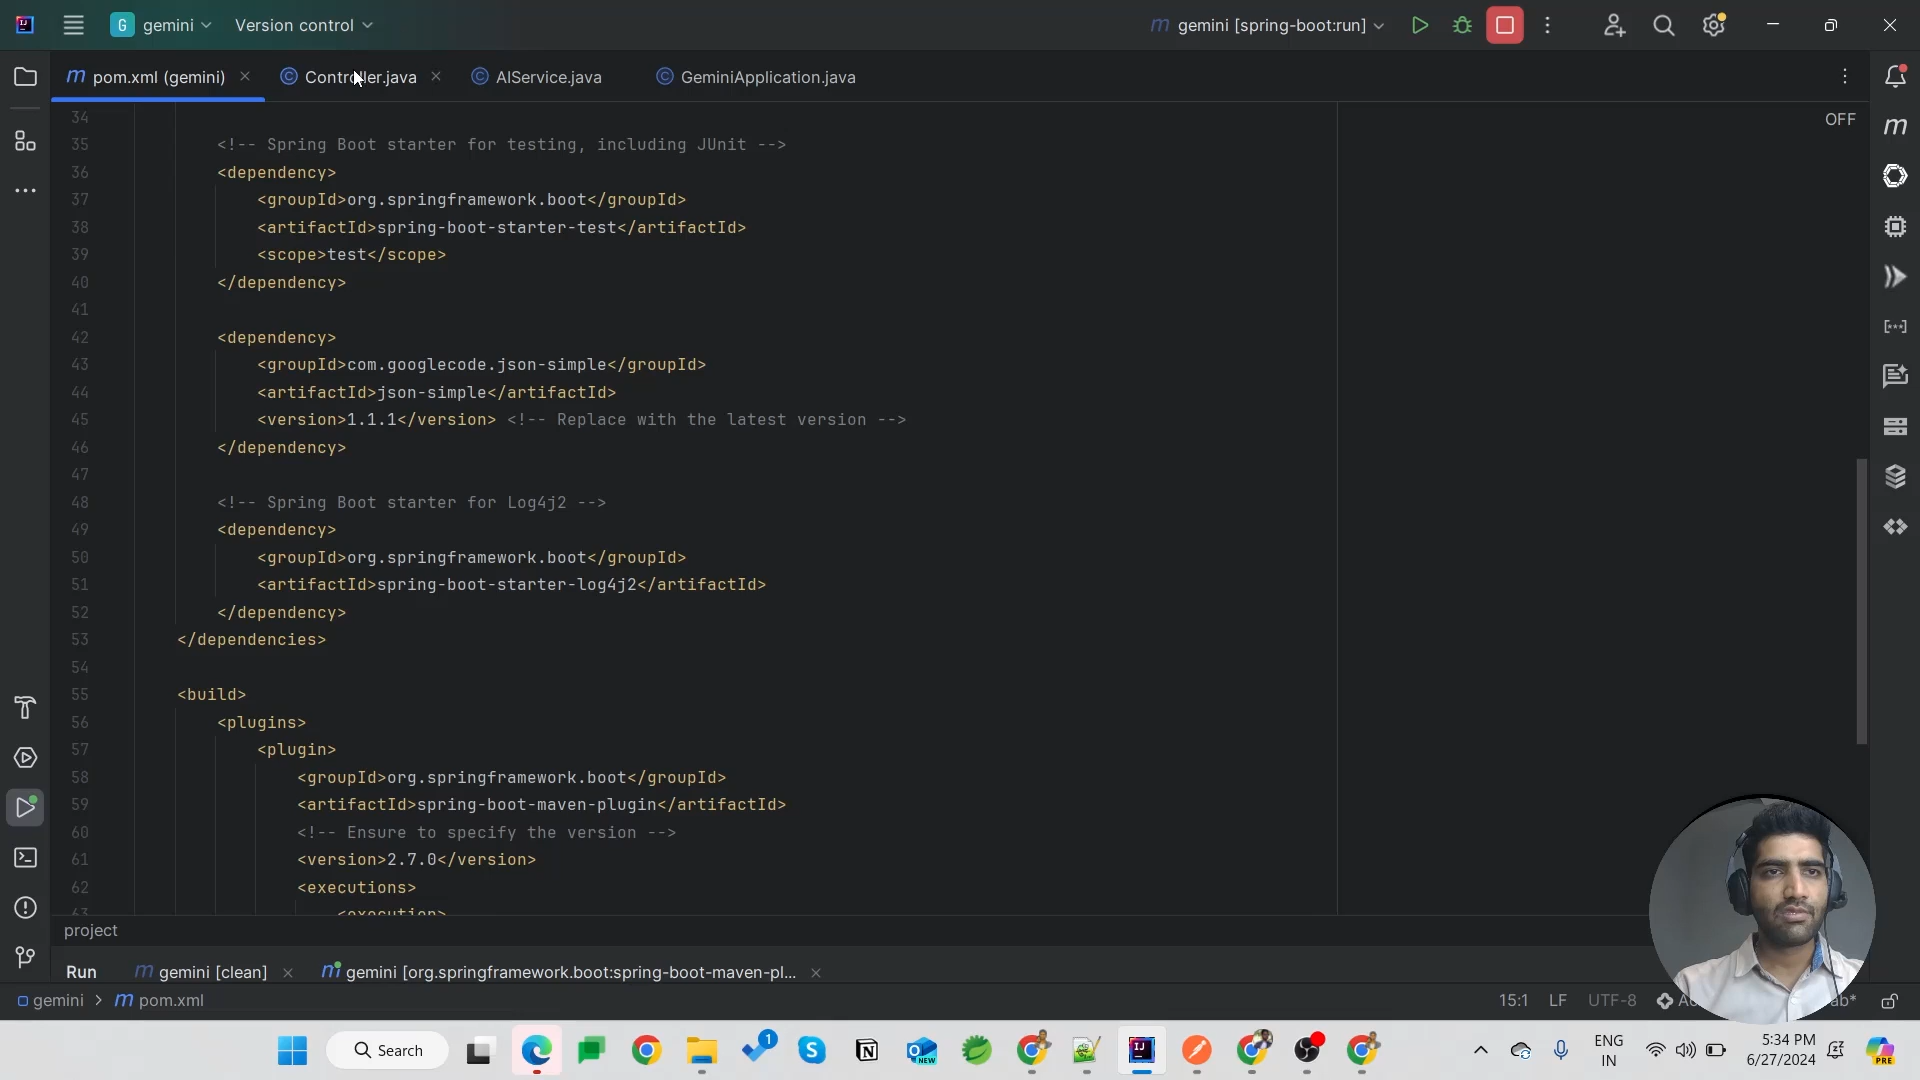 G gemini Version control gemini [spring-boot:run]
m pom.xml (gemini) Controller.java AIService.java GeminiApplication.java
OFF
34
35 <!-- Spring Boot starter for testing, including JUnit -->
36 <dependency>
37 <groupId>org.springframework.boot</groupId>
38 <artifactId>spring-boot-starter-test</artifactId>
39 <scope>test</scope>
40 </dependency>
41
42 <dependency>
43 <groupId>com.googlecode.json-simple</groupId>
44 <artifactId>json-simple</artifactId>
45 <version>1.1.1</version> <!-- Replace with the latest version -->
46 </dependency>
47
48 <!-- Spring Boot starter for Log4j2 -->
49 <dependency>
50 <groupId>org.springframework.boot</groupId>
51 <artifactId>spring-boot-starter-log4j2</artifactId>
52 </dependency>
53 </dependencies>
54
55 <build>
56 <plugins>
57 <plugin>
58 <groupId>org.springframework.boot</groupId>
59 <artifactId>spring-boot-maven-plugin</artifactId>
60 <!-- Ensure to specify the version -->
61 <version>2.7.0</version>
62 <executions>
63 <execution>
project
Run gemini [clean] gemini [org.springframework.boot:spring-boot-maven-pl...
gemini > m pom.xml 15:1 LF UTF-8
Search 1 NEW ENG 5:34 PM
IN 6/27/2024 PRE